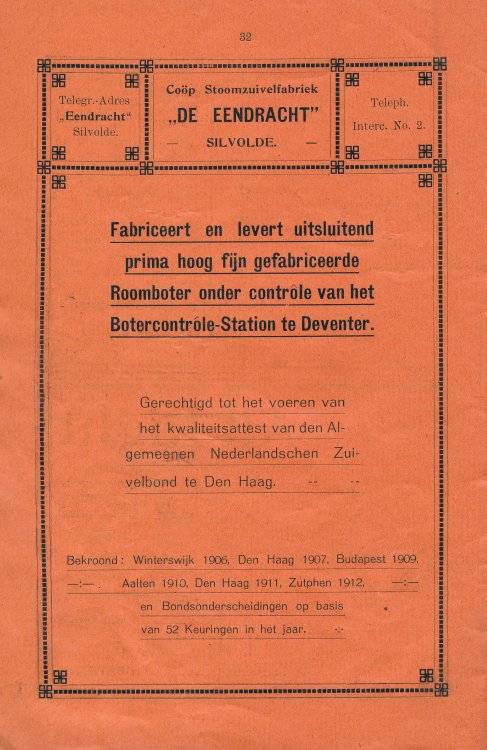 32
Telegr.-Adres
„Eendracht"
Silvolde.
Coöp Stoomzuivelfabriek
„DE EENDRACHT"
— SILVOLDE. —
Teleph.
Interc. No. 2.
Fabriceert en levert uitsluitend
prima hoog fijn gefabriceerde
Roomboter onder contrôle van het
Botercontrôle-Station te Deventer.
Gerechtigd tot het voeren van
het kwaliteitsattest van den Al-
gemeenen Nederlandschen Zui-
velbond te Den Haag. -- --
Bekroond: Winterswijk 1906, Den Haag 1907, Budapest 1909,
—:— . Aalten 1910, Den Haag 1911, Zutphen 1912, —:—
en Bondsonderscheidingen op basis
van 52 Keuringen in het jaar. -:-